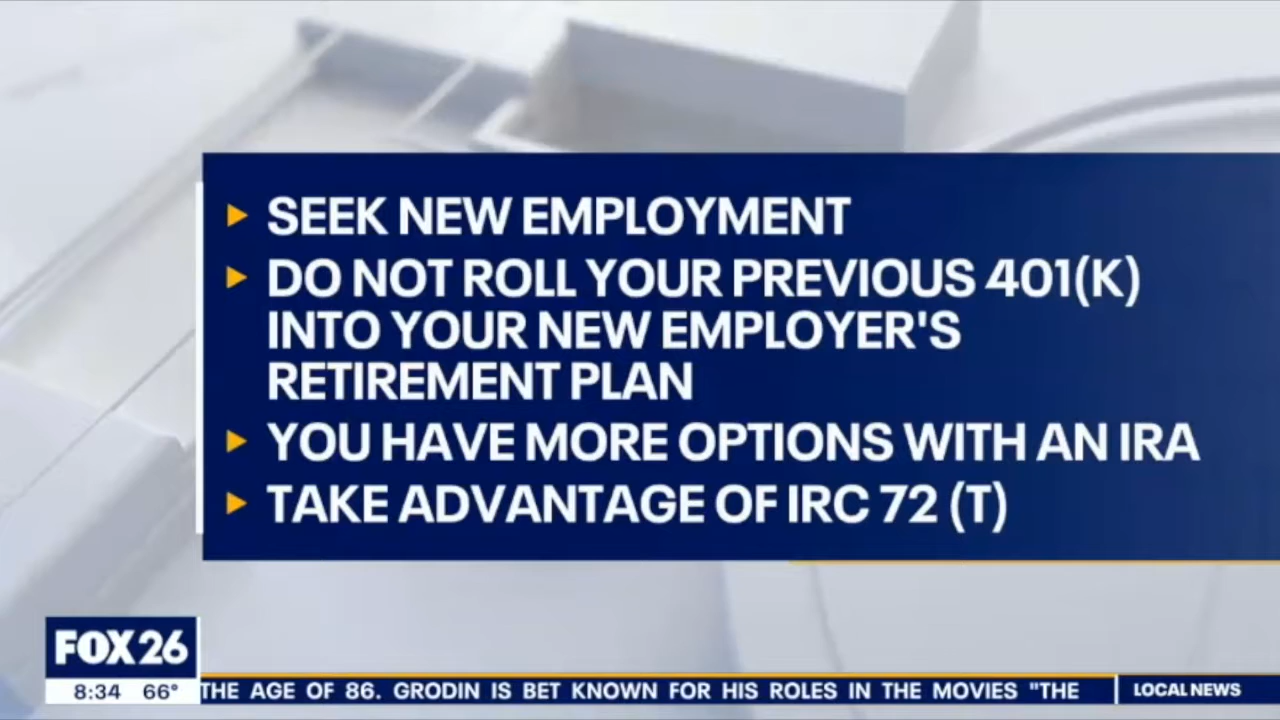 SEEK NEW EMPLOYMENT
DO NOT ROLL YOUR PREVIOUS 401(K)
INTO YOUR NEW EMPLOYER'S
RETIREMENT PLAN
YOU HAVE MORE OPTIONS WITH AN IRA
TAKE ADVANTAGE OF IRC 72 (T)
FOX 26
8:34 66°
THE AGE OF 86. GRODIN IS BET KNOWN FOR HIS ROLES IN THE MOVIES "THE
LOCAL NEWS